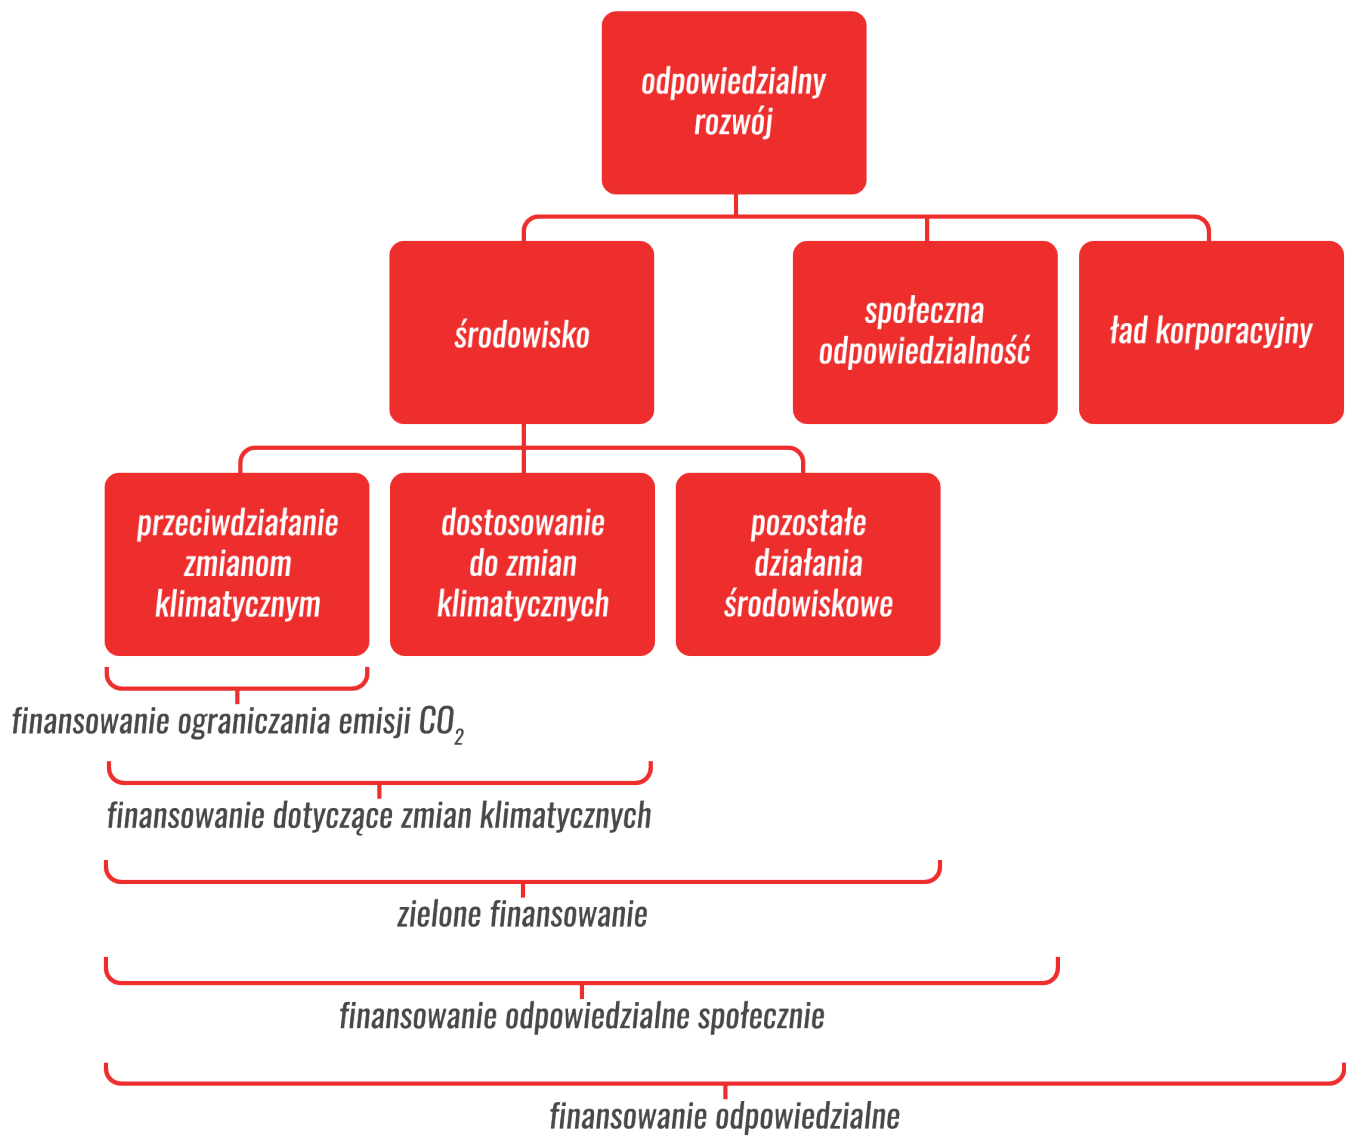 odpowiedzialny
rozwój
środowisko
społeczna
odpowiedzialność
ład korporacyjny
przeciwdziałanie
zmianom
klimatycznym
dostosowanie
do zmian
klimatycznych
pozostałe
działania
środowiskowe
finansowanie ograniczania emisji CO₂
finansowanie dotyczące zmian klimatycznych
zielone finansowanie
finansowanie odpowiedzialne społecznie
finansowanie odpowiedzialne